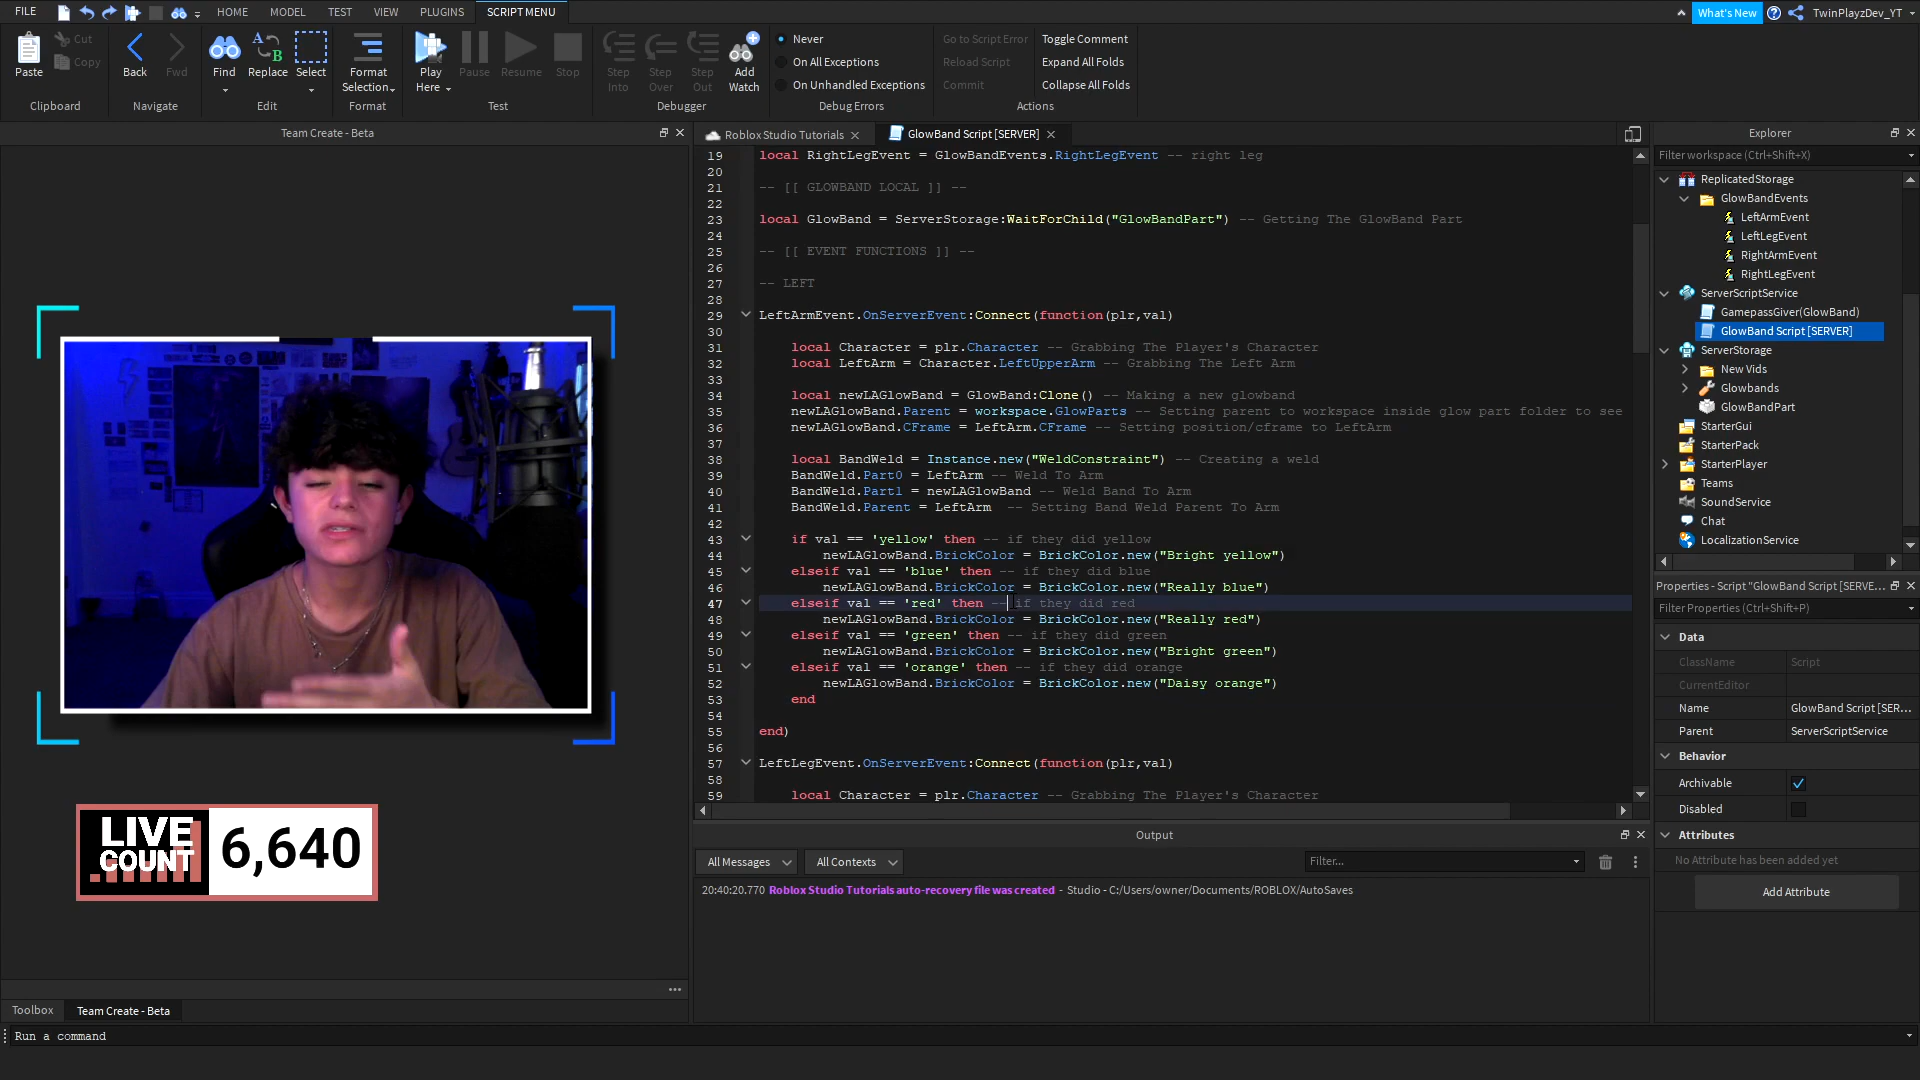 FILE HOME MODEL TEST VIEW PLUGINS SCRIPT MENU What's New TwinPlayzDev_YT
Paste Cut Copy Clipboard
Back Fwd Navigate
Find Replace Select Edit
Format Selection Format
Play Here Pause Resume Stop Test
Step Into Step Over Step Out Add Watch Debugger
Never
On All Exceptions
On Unhandled Exceptions
Debug Errors
Go to Script Error Toggle Comment
Reload Script Expand All Folds
Commit Collapse All Folds
Actions
Team Create - Beta
Roblox Studio Tutorials GlowBand Script [SERVER]
19 local RightLegEvent = GlowBandEvents.RightLegEvent -- right leg
20
21 -- [[ GLOWBAND LOCAL ]] --
22
23 local GlowBand = ServerStorage:WaitForChild("GlowBandPart") -- Getting The GlowBand Part
24
25 -- [[ EVENT FUNCTIONS ]] --
26
27 -- LEFT
28
29 LeftArmEvent.OnServerEvent:Connect(function(plr,val)
30
31 local Character = plr.Character -- Grabbing The Player's Character
32 local LeftArm = Character.LeftUpperArm -- Grabbing The Left Arm
33
34 local newLAGlowBand = GlowBand:Clone() -- Making a new glowband
35 newLAGlowBand.Parent = workspace.GlowParts -- Setting parent to workspace inside glow part folder to see
36 newLAGlowBand.CFrame = LeftArm.CFrame -- Setting position/cframe to LeftArm
37
38 local BandWeld = Instance.new("WeldConstraint") -- Creating a weld
39 BandWeld.Part0 = LeftArm -- Weld To Arm
40 BandWeld.Part1 = newLAGlowBand -- Weld Band To Arm
41 BandWeld.Parent = LeftArm -- Setting Band Weld Parent To Arm
42
43 if val == 'yellow' then -- if they did yellow
44 newLAGlowBand.BrickColor = BrickColor.new("Bright yellow")
45 elseif val == 'blue' then -- if they did blue
46 newLAGlowBand.BrickColor = BrickColor.new("Really blue")
47 elseif val == 'red' then -- if they did red
48 newLAGlowBand.BrickColor = BrickColor.new("Really red")
49 elseif val == 'green' then -- if they did green
50 newLAGlowBand.BrickColor = BrickColor.new("Bright green")
51 elseif val == 'orange' then -- if they did orange
52 newLAGlowBand.BrickColor = BrickColor.new("Daisy orange")
53 end
54
55 end)
56
57 LeftLegEvent.OnServerEvent:Connect(function(plr,val)
58
59 local Character = plr.Character -- Grabbing The Player's Character
LIVE
COUNT
6,640
Output
All Messages All Contexts Filter...
20:40:20.770 Roblox Studio Tutorials auto-recovery file was created - Studio - C:/Users/owner/Documents/ROBLOX/AutoSaves
Toolbox Team Create - Beta
Run a command
Explorer
Filter workspace (Ctrl+Shift+X)
ReplicatedStorage
GlowBandEvents
LeftArmEvent
LeftLegEvent
RightArmEvent
RightLegEvent
ServerScriptService
GamepassGiver(GlowBand)
GlowBand Script [SERVER]
ServerStorage
New Vids
Glowbands
GlowBandPart
StarterGui
StarterPack
StarterPlayer
Teams
SoundService
Chat
LocalizationService
Properties - Script "GlowBand Script [SERVE...
Filter Properties (Ctrl+Shift+P)
Data
ClassName Script
CurrentEditor
Name GlowBand Script [SER...
Parent ServerScriptService
Behavior
Archivable
Disabled
Attributes
No Attribute has been added yet
Add Attribute